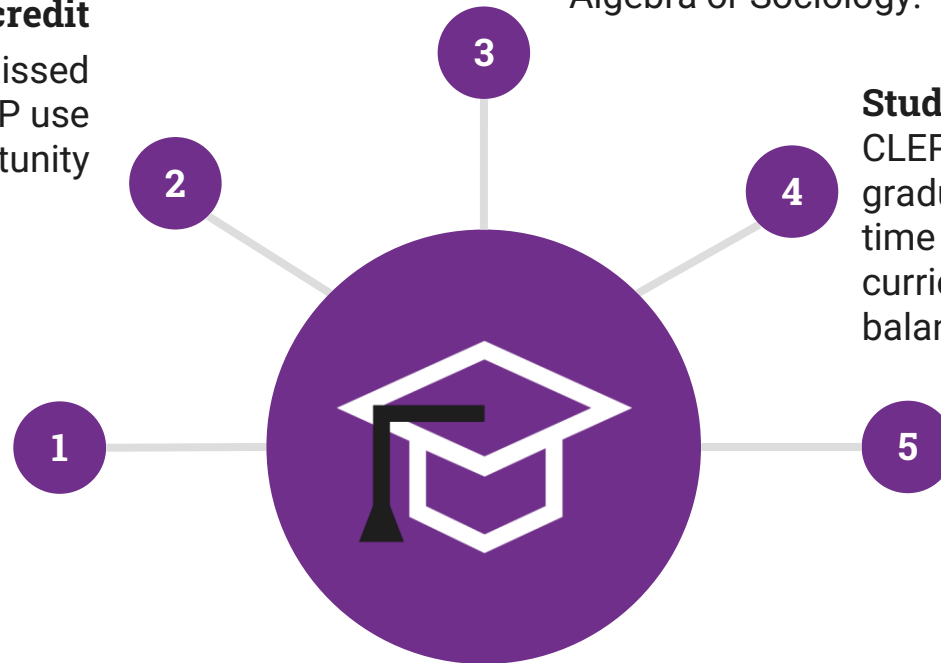 credit
issed
P use
tunity
2
1
3
Algebra or Sociology.
4
Stud
CLEP
gradu
time
curric
balan
5